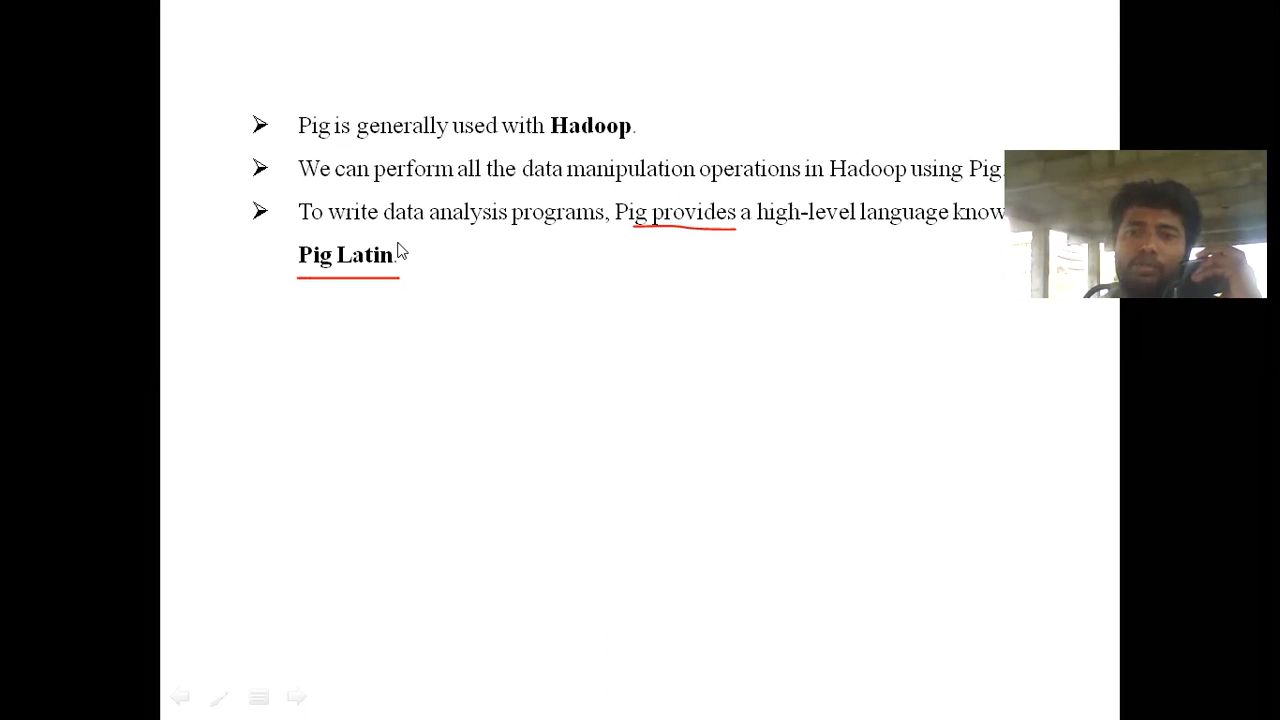 Pig is generally used with Hadoop.
We can perform all the data manipulation operations in Hadoop using Pig.
To write data analysis programs, Pig provides a high-level language know
Pig Latin.